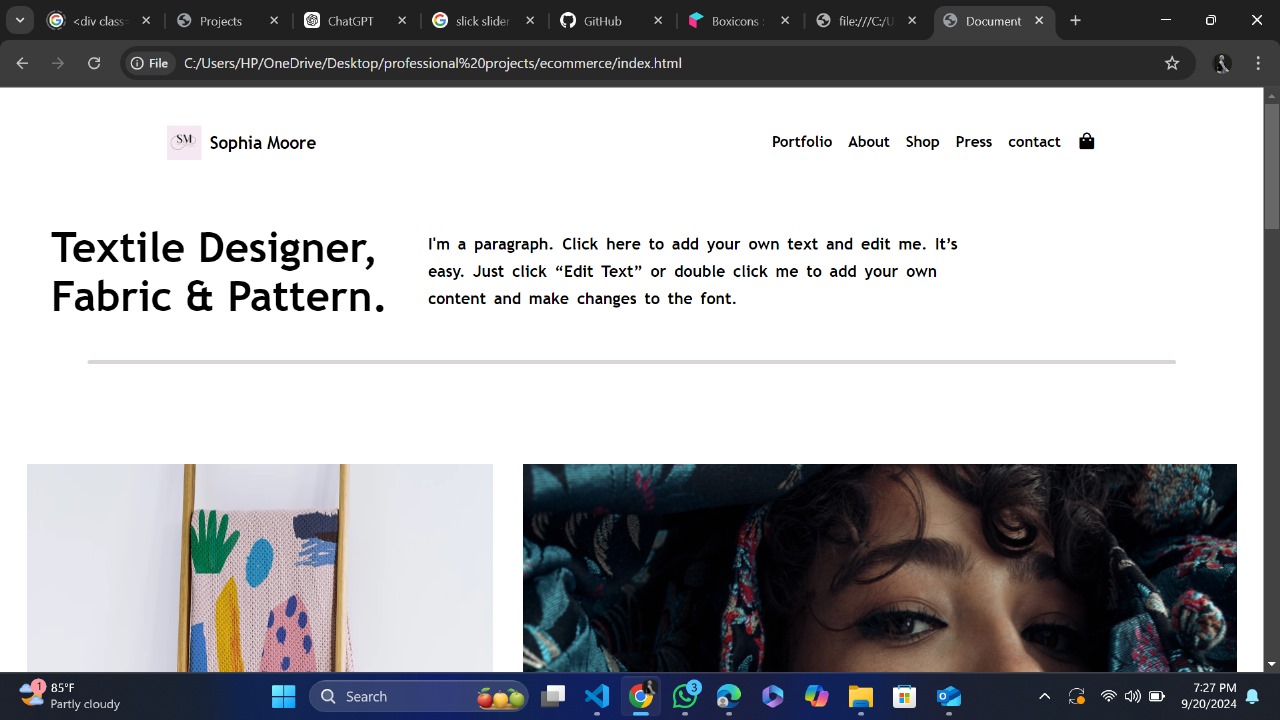 <div class
Projects
ChatGPT
slick slider
GitHub
Boxicons :
file:///C:/U
Document
File
C:/Users/HP/OneDrive/Desktop/professional%20projects/ecommerce/index.html
SM
Sophia Moore
Portfolio About Shop Press contact
Textile Designer,
Fabric & Pattern.
I'm a paragraph. Click here to add your own text and edit me. It’s
easy. Just click “Edit Text” or double click me to add your own
content and make changes to the font.
1
85°F
Partly cloudy
Search
3
7:27 PM
9/20/2024